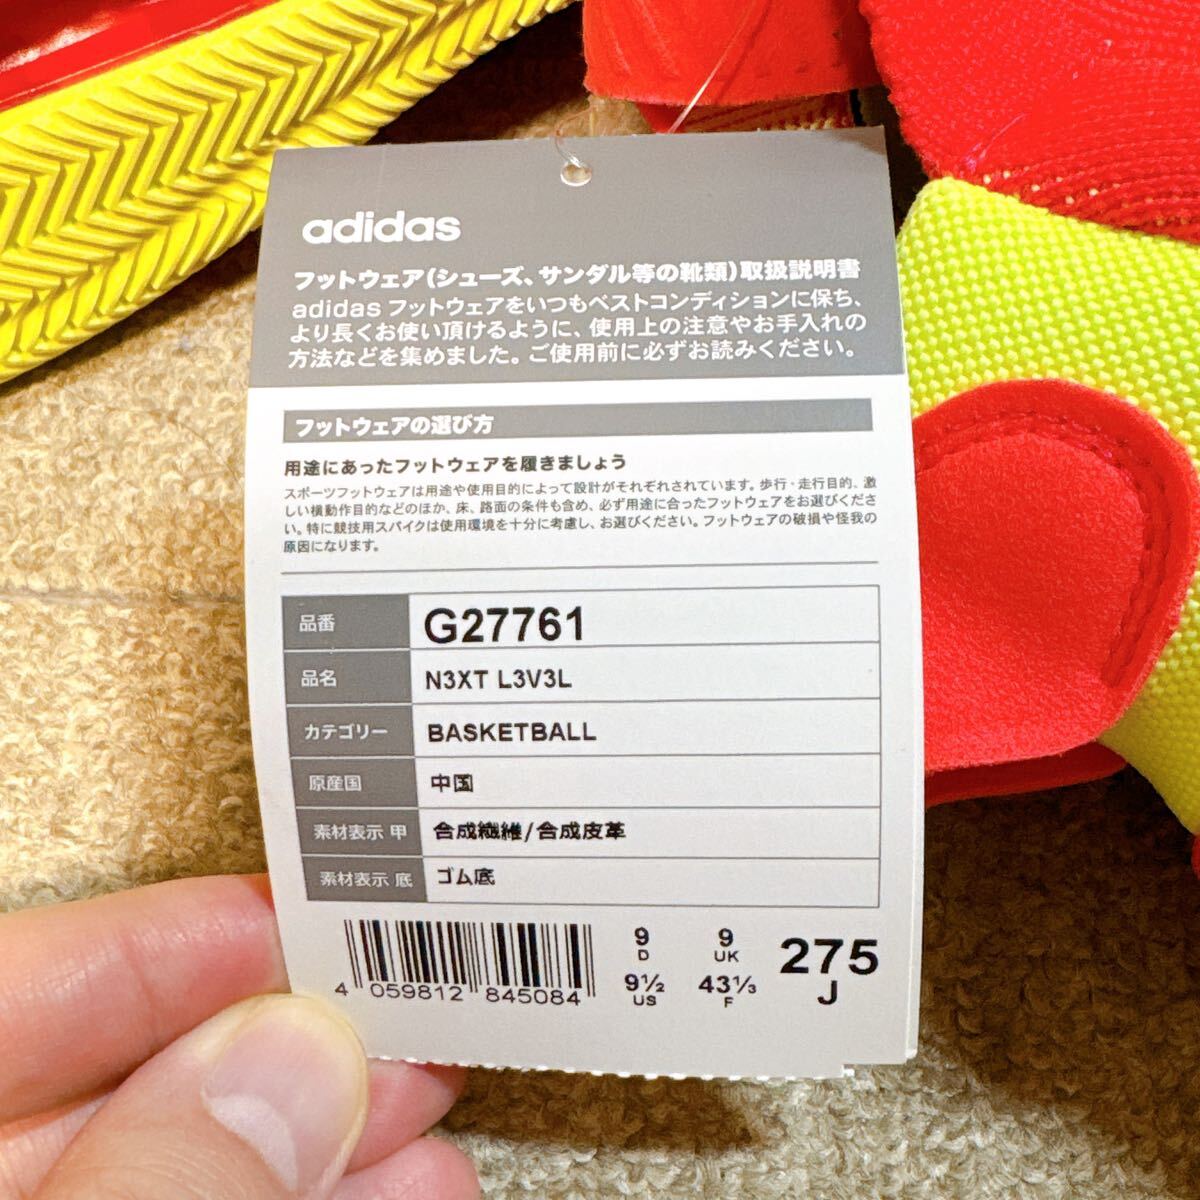 adidas
フットウェア(シューズ、サンダル等の靴類)取扱説明書
adidas フットウェアをいつもベストコンディションに保ち、
より長くお使い頂けるように、使用上の注意やお手入れの
方法などを集めました。ご使用前に必ずお読みください。
フットウェアの選び方
用途にあったフットウェアを履きましょう
スポーツフットウェアは用途や使用目的によって設計がそれぞれされています。歩行・走行目的、激
しい横動作目的などのほか、床、路面の条件も含め、必ず用途に合ったフットウェアをお選びくださ
い。特に競技用スパイクは使用環境を十分に考慮し、お選びください。フットウェアの破損や怪我の
原因になります。
品番 G27761
品名 N3XT L3V3L
カテゴリー BASKETBALL
原産国 中国
素材表示 甲 合成繊維/合成皮革
素材表示 底 ゴム底
4 059812 845084
9 D 9 UK
9½ US 43⅓ F
275 J